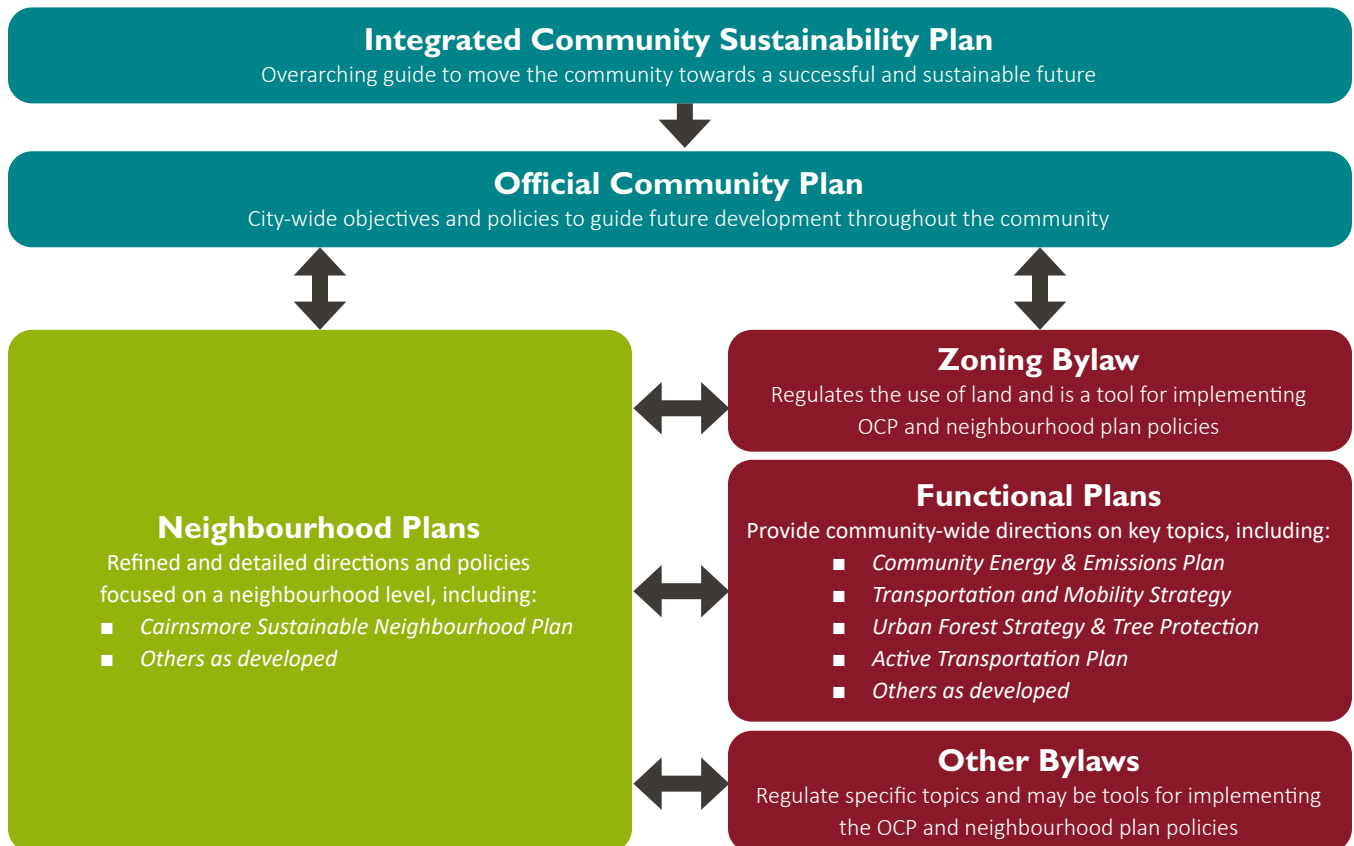 Integrated Community Sustainability Plan
Overarching guide to move the community towards a successful and sustainable future
Official Community Plan
City-wide objectives and policies to guide future development throughout the community
Neighbourhood Plans
Refined and detailed directions and policies
focused on a neighbourhood level, including:
■ Cairnsmore Sustainable Neighbourhood Plan
■ Others as developed
Zoning Bylaw
Regulates the use of land and is a tool for implementing
OCP and neighbourhood plan policies
Functional Plans
Provide community-wide directions on key topics, including:
■ Community Energy & Emissions Plan
■ Transportation and Mobility Strategy
■ Urban Forest Strategy & Tree Protection
■ Active Transportation Plan
■ Others as developed
Other Bylaws
Regulate specific topics and may be tools for implementing
the OCP and neighbourhood plan policies